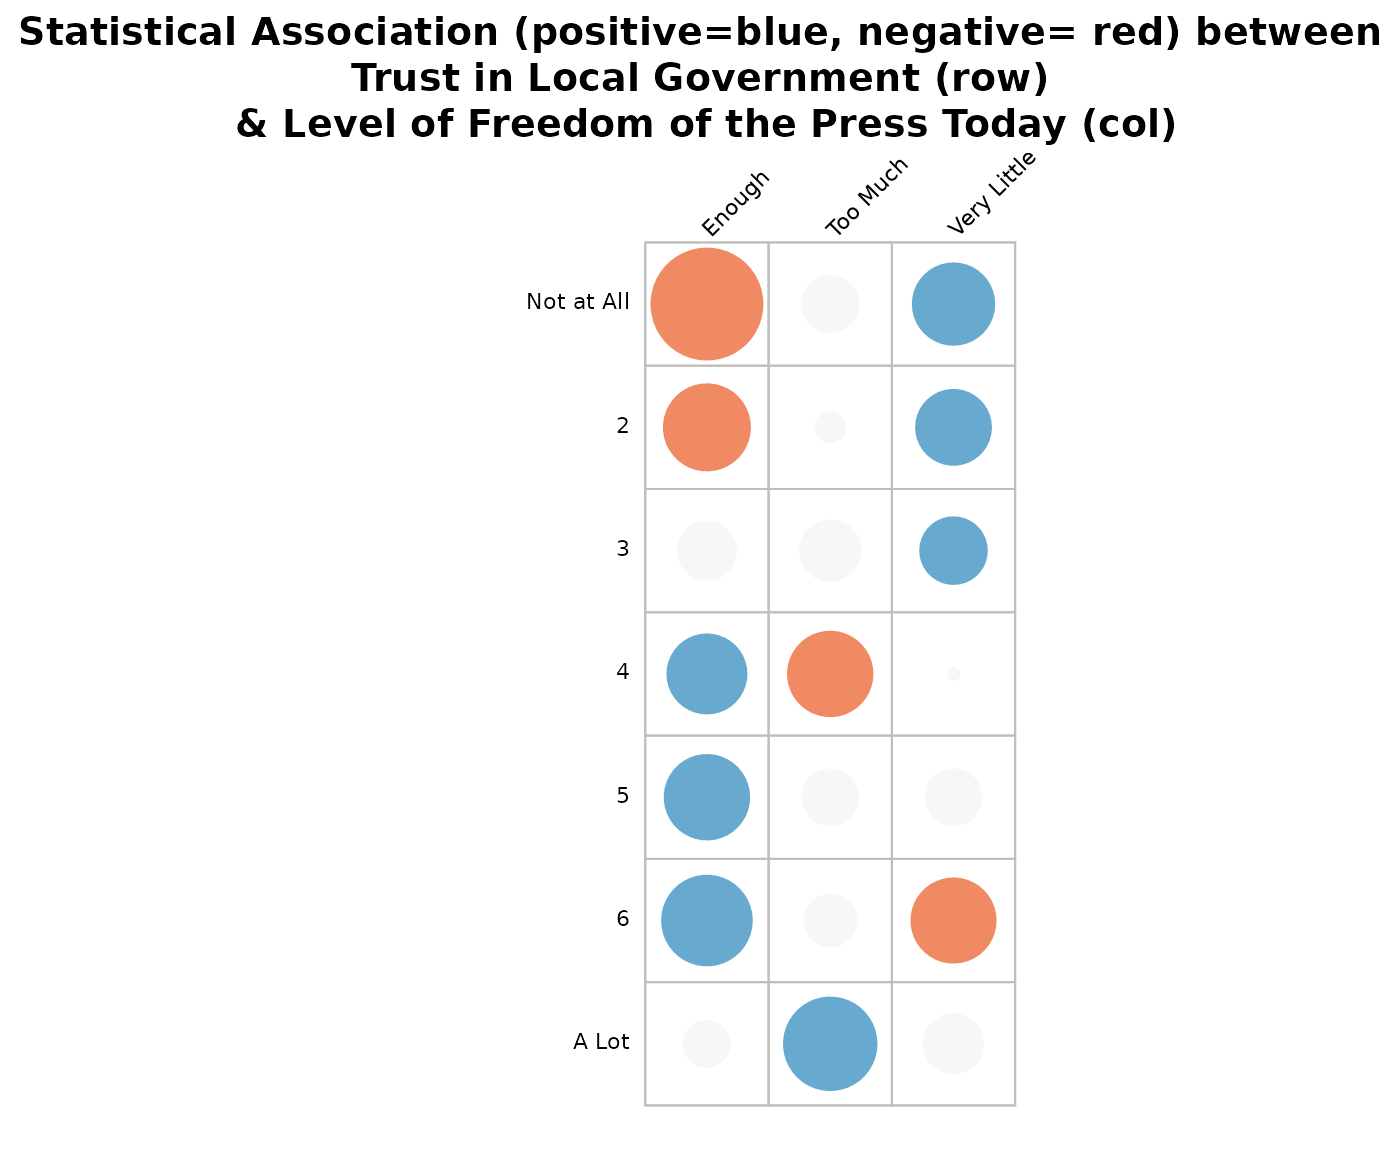 Statistical Association (positive=blue, negative= red) between
Trust in Local Government (row)
& Level of Freedom of the Press Today (col)
Enough
Too Much
Very Little
Not at All
2
3
4
5
6
A Lot